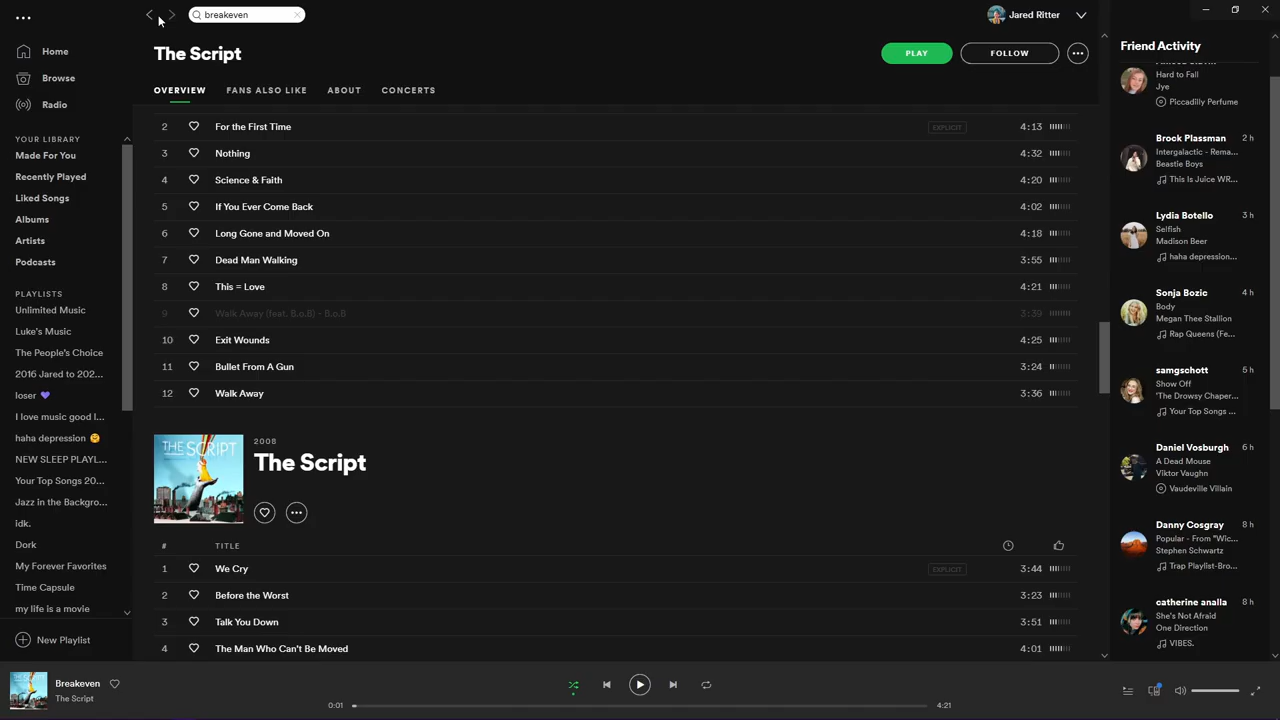 breakeven
Jared Ritter
Home
Browse
Radio
YOUR LIBRARY
Made For You
Recently Played
Liked Songs
Albums
Artists
Podcasts
PLAYLISTS
Unlimited Music
Luke's Music
The People's Choice
2016 Jared to 202...
loser 💜
I love music good l...
haha depression 🤗
NEW SLEEP PLAYL...
Your Top Songs 20...
Jazz in the Backgro...
idk.
Dork
My Forever Favorites
Time Capsule
my life is a movie
New Playlist
The Script
PLAY
FOLLOW
OVERVIEW FANS ALSO LIKE ABOUT CONCERTS
2 For the First Time EXPLICIT 4:13
3 Nothing 4:32
4 Science & Faith 4:20
5 If You Ever Come Back 4:02
6 Long Gone and Moved On 4:18
7 Dead Man Walking 3:55
8 This = Love 4:21
9 Walk Away (feat. B.o.B) - B.o.B 3:39
10 Exit Wounds 4:25
11 Bullet From A Gun 3:24
12 Walk Away 3:36
THE SCRIPT
2008
The Script
# TITLE
1 We Cry EXPLICIT 3:44
2 Before the Worst 3:23
3 Talk You Down 3:51
4 The Man Who Can't Be Moved 4:01
Friend Activity
Hard to Fall
Jye
Piccadilly Perfume
Brock Plassman 2 h
Intergalactic - Rema...
Beastie Boys
This Is Juice WR...
Lydia Botello 3 h
Selfish
Madison Beer
haha depression...
Sonja Bozic 4 h
Body
Megan Thee Stallion
Rap Queens (Fe...
samgschott 5 h
Show Off
'The Drowsy Chaper...
Your Top Songs ...
Daniel Vosburgh 6 h
A Dead Mouse
Viktor Vaughn
Vaudeville Villain
Danny Cosgray 8 h
Popular - From "Wic...
Stephen Schwartz
Trap Playlist-Bro...
catherine analla 8 h
She's Not Afraid
One Direction
VIBES.
Breakeven
The Script
0:01
4:21